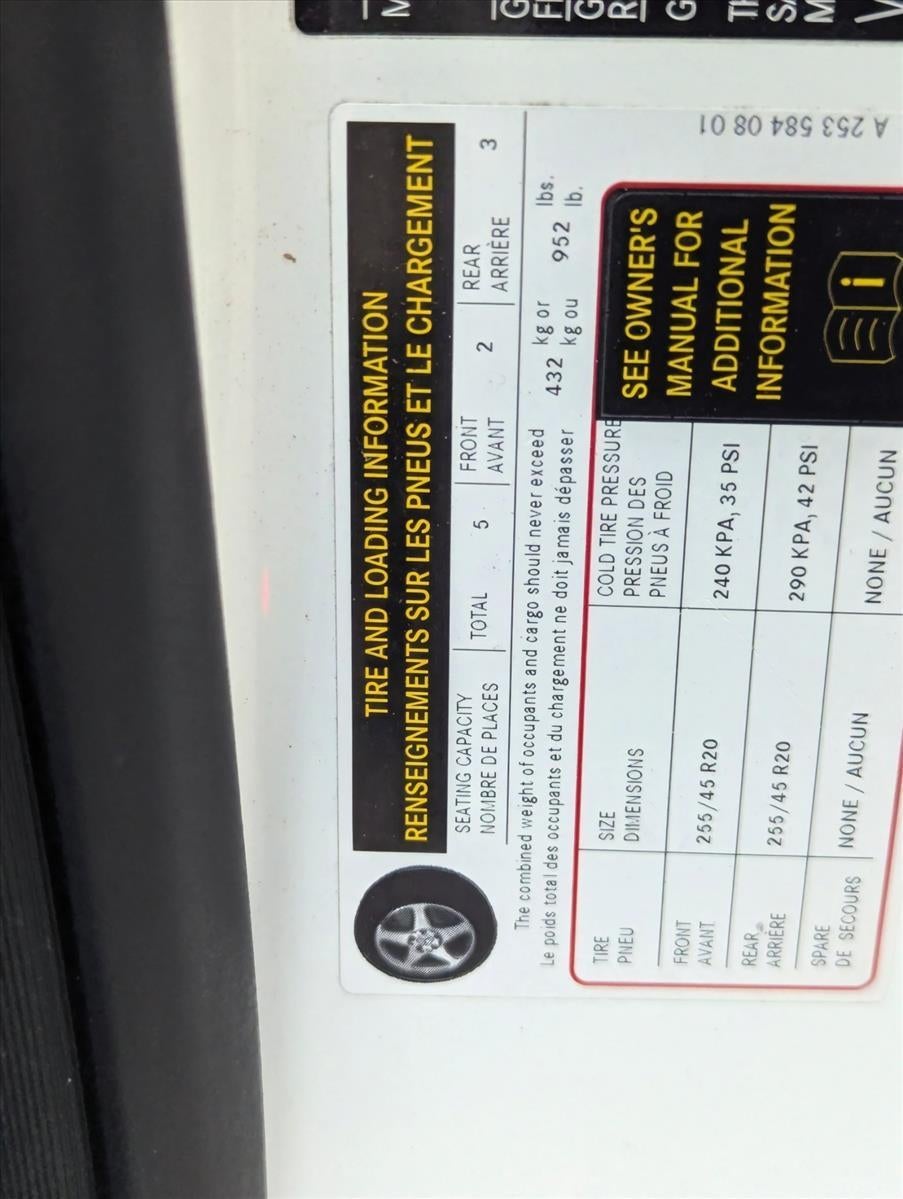 TIRE AND LOADING INFORMATION
RENSEIGNEMENTS SUR LES PNEUS ET LE CHARGEMENT
SEATING CAPACITY TOTAL 5 FRONT 2 REAR 3
NOMBRE DE PLACES AVANT ARRIÈRE
The combined weight of occupants and cargo should never exceed 432 kg or 952 lbs.
Le poids total des occupants et du chargement ne doit jamais dépasser kg ou lb.
TIRE SIZE COLD TIRE PRESSURE
PNEU DIMENSIONS PRESSION DES
PNEUS À FROID
FRONT
AVANT 255/45 R20 240 KPA, 35 PSI
REAR
ARRIÈRE 255/45 R20 290 KPA, 42 PSI
SPARE
DE SECOURS NONE / AUCUN NONE / AUCUN
SEE OWNER'S
MANUAL FOR
ADDITIONAL
INFORMATION
i
A 253 584 08 01